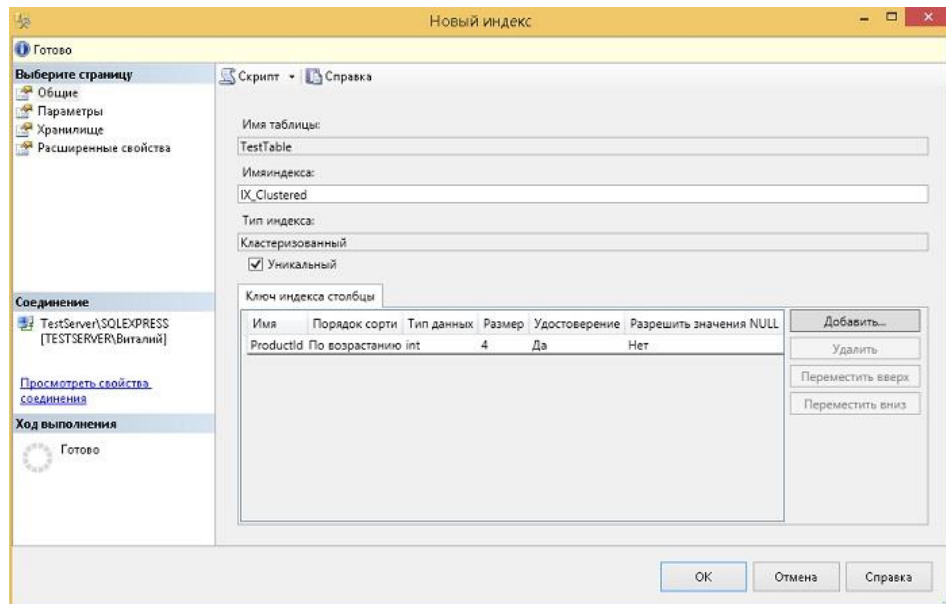 Новый индекс
Готово
Выберите страницу
Общие
Параметры
Хранилище
Расширенные свойства
Скрипт
Справка
Имя таблицы:
TestTable
Имяиндекса:
IX_Clustered
Тип индекса:
Кластеризованный
Уникальный
Ключ индекса столбцы
Имя Порядок сорти Тип данных Размер Удостоверение Разрешить значения NULL
ProductId По возрастанию int 4 Да Нет
Добавить...
Удалить
Переместить вверх
Переместить вниз
Соединение
TestServer\SQLEXPRESS
[TESTSERVER\Виталий]
Просмотреть свойства
соединения
Ход выполнения
Готово
OK Отмена Справка